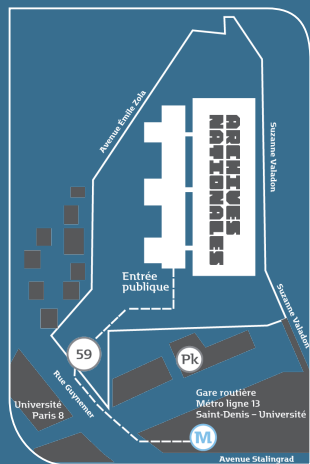 Avenue Émile Zola
Suzanne Valadon
ARCHIVES
NATIONALES
Entrée
publique
Suzanne Valadon
59
Pk
Rue Guynemer
Université
Paris 8
Gare routière
Métro ligne 13
Saint-Denis – Université
M
Avenue Stalingrad